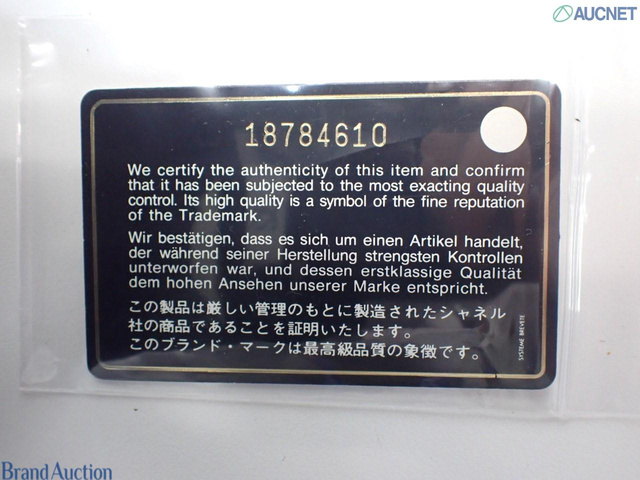 AUCNET
18784610
We certify the authenticity of this item and confirm
that it has been subjected to the most exacting quality
control. Its high quality is a symbol of the fine reputation
of the Trademark.
Wir bestätigen, dass es sich um einen Artikel handelt,
der während seiner Herstellung strengsten Kontrollen
unterworfen war, und dessen erstklassige Qualität
dem hohen Ansehen unserer Marke entspricht.
この製品は厳しい管理のもとに製造されたシャネル
社の商品であることを証明いたします。
このブランド・マークは最高級品質の象徴です。
SYSTEME BREVETE
Brand Auction